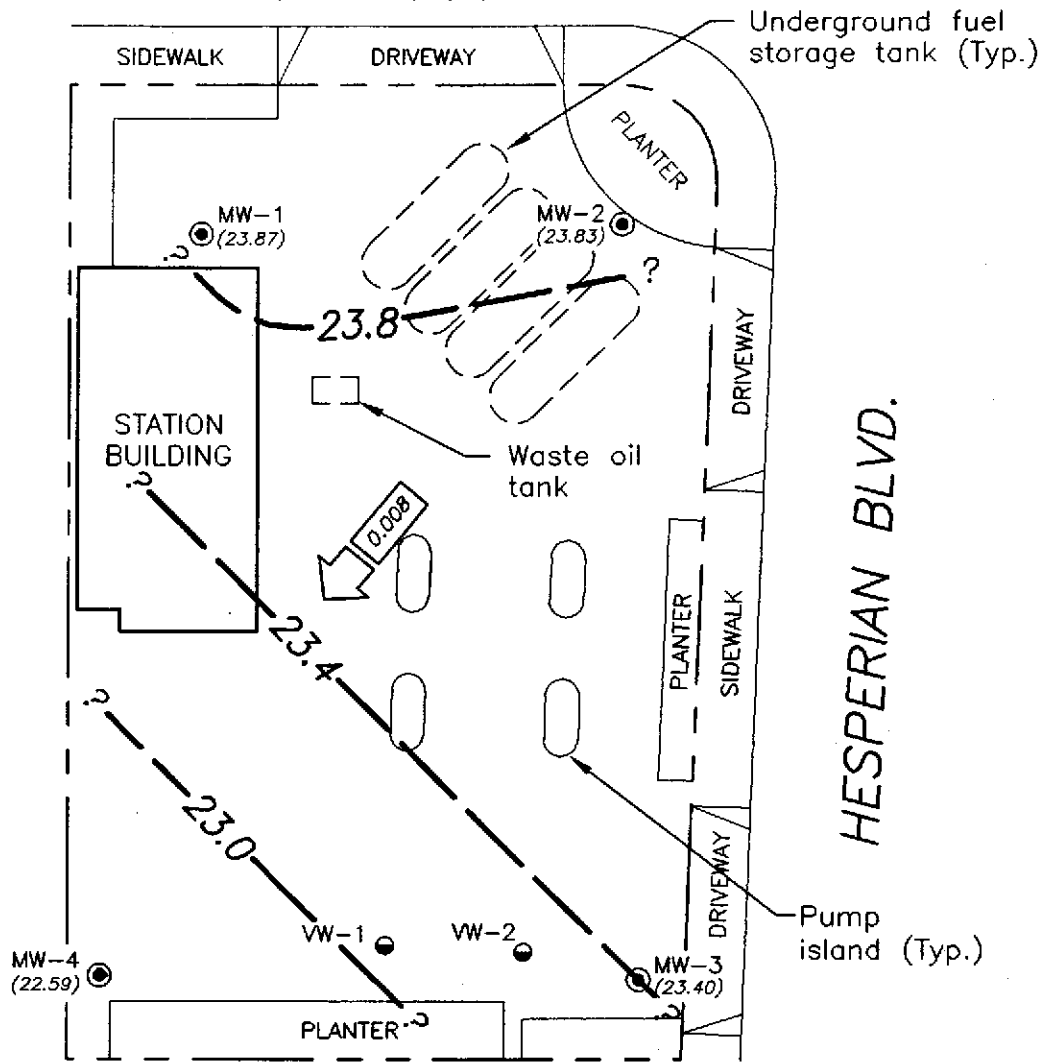 Underground fuel
storage tank (Typ.)
SIDEWALK
DRIVEWAY
PLANTER
MW-1
(23.87)
MW-2
(23.83)
?
?
23.8
DRIVEWAY
STATION
BUILDING
Waste oil
tank
?
0.008
HESPERIAN BLVD.
23.4
PLANTER
SIDEWALK
?
23.0
DRIVEWAY
VW-1
VW-2
Pump
island (Typ.)
MW-4
(22.59)
MW-3
(23.40)
?
?
PLANTER